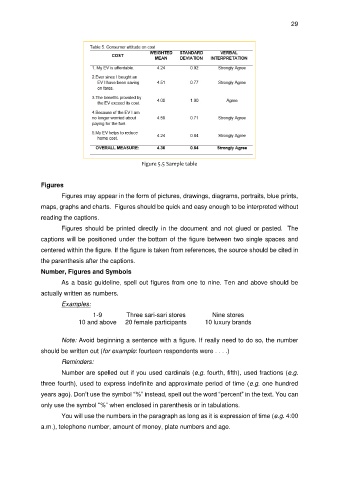 29
Table 5. Consumer attitude on cost
COST WEIGHTED MEAN STANDARD DEVIATION VERBAL INTERPRETATION
1. My EV is affordable. 4.24 0.92 Strongly Agree
2. Ever since I bought an
EV I have been saving 4.51 0.77 Strongly Agree
on taxes.
3. The benefits provided by
the EV exceed its cost. 4.00 1.00 Agree
4. Because of the EV I am
no longer worried about 4.56 0.71 Strongly Agree
paying for the fuel.
5. My EV helps to reduce
home cost. 4.24 0.84 Strongly Agree
OVERALL MEASURE: 4.30 0.84 Strongly Agree
Figure 5.5 Sample table
Figures
Figures may appear in the form of pictures, drawings, diagrams, portraits, blue prints,
maps, graphs and charts. Figures should be quick and easy enough to be interpreted without
reading the captions.
Figures should be printed directly in the document and not glued or pasted. The
captions will be positioned under the bottom of the figure between two single spaces and
centered within the figure. If the figure is taken from references, the source should be cited in
the parenthesis after the captions.
Number, Figures and Symbols
As a basic guideline, spell out figures from one to nine. Ten and above should be
actually written as numbers.
Examples:
1-9 Three sari-sari stores Nine stores
10 and above 20 female participants 10 luxury brands
Note: Avoid beginning a sentence with a figure. If really need to do so, the number
should be written out (for example: fourteen respondents were . . . .)
Reminders:
Number are spelled out if you used cardinals (e.g. fourth, fifth), used fractions (e.g.
three fourth), used to express indefinite and approximate period of time (e.g. one hundred
years ago). Don't use the symbol "%" instead, spell out the word "percent" in the text. You can
only use the symbol "%" when enclosed in parenthesis or in tabulations.
You will use the numbers in the paragraph as long as it is expression of time (e.g. 4:00
a.m.), telephone number, amount of money, plate numbers and age.